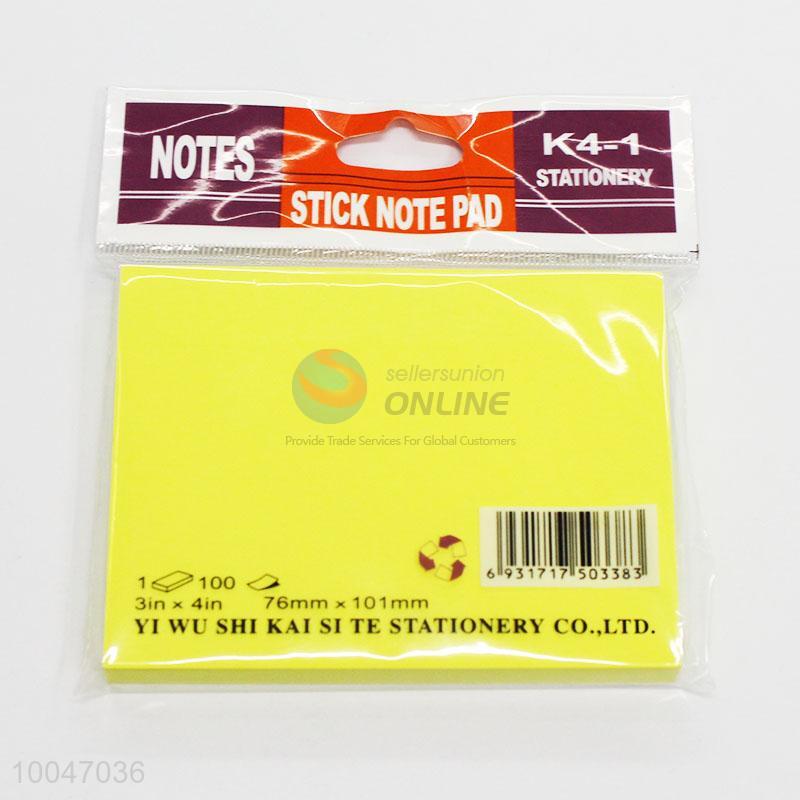 NOTES
STICK NOTE PAD
K4-1
STATIONERY
sellersunion
ONLINE
Provide Trade Services For Global Customers
6 931717 503383
1 100
3in × 4in 76mm × 101mm
YI WU SHI KAI SI TE STATIONERY CO.,LTD.
10047036